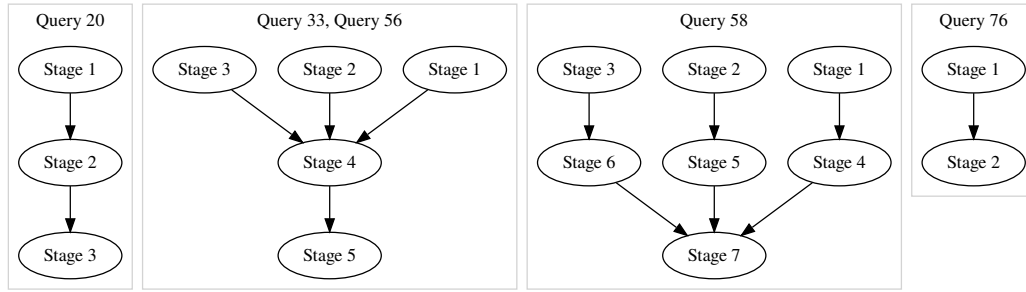 Query 20
Stage 1
Stage 2
Stage 3
Query 33, Query 56
Stage 3
Stage 2
Stage 1
Stage 4
Stage 5
Query 58
Stage 3
Stage 2
Stage 1
Stage 6
Stage 5
Stage 4
Stage 7
Query 76
Stage 1
Stage 2